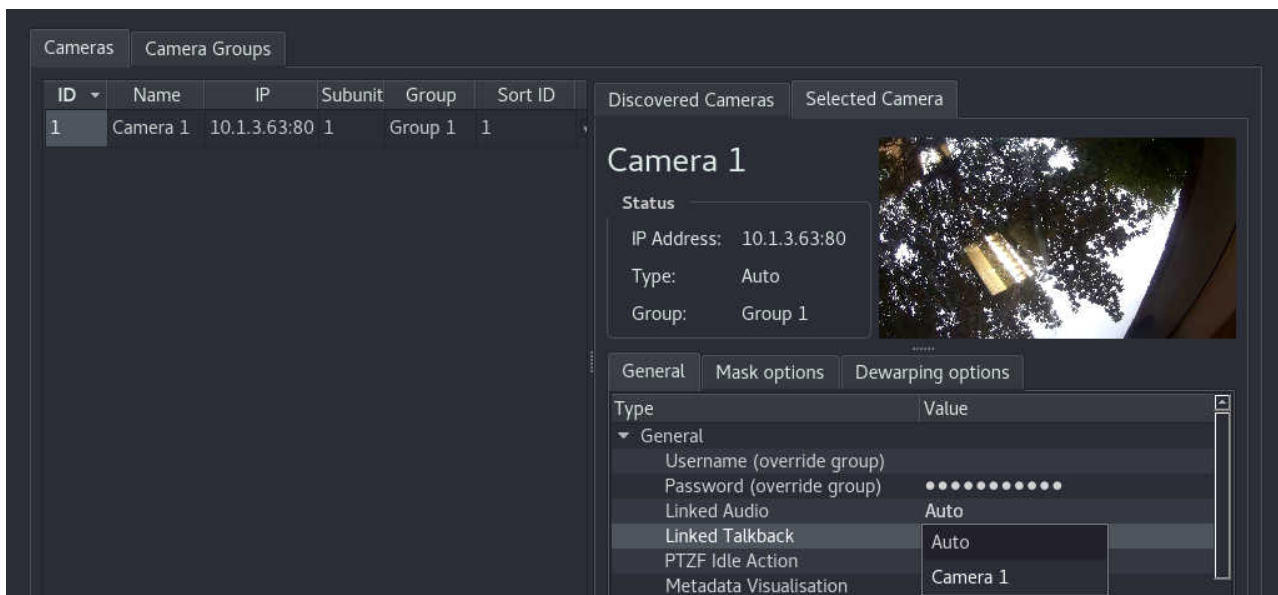 Cameras Camera Groups
ID Name IP Subunit Group Sort ID
1 Camera 1 10.1.3.63:80 1 Group 1 1
Discovered Cameras Selected Camera
Camera 1
Status
IP Address: 10.1.3.63:80
Type: Auto
Group: Group 1
General Mask options Dewarping options
Type Value
General
Username (override group)
Password (override group) ●●●●●●●●●●●
Linked Audio Auto
Linked Talkback
PTZF Idle Action
Metadata Visualisation
Auto
Camera 1